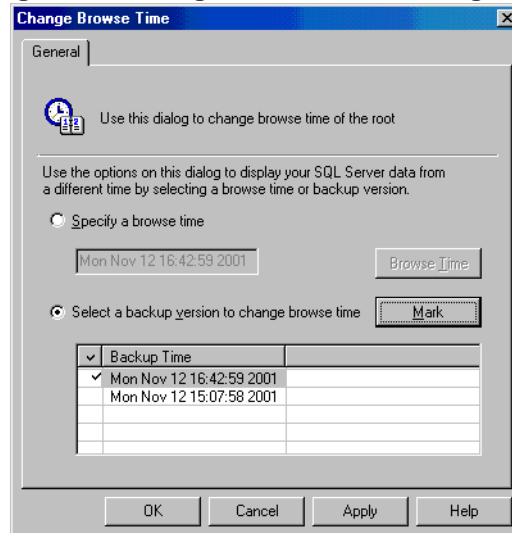 Change Browse Time
General
Use this dialog to change browse time of the root
Use the options on this dialog to display your SQL Server data from
a different time by selecting a browse time or backup version.
Specify a browse time
Mon Nov 12 16:42:59 2001
Browse Time
Select a backup version to change browse time
Mark
Backup Time
Mon Nov 12 16:42:59 2001
Mon Nov 12 15:07:58 2001
OK
Cancel
Apply
Help